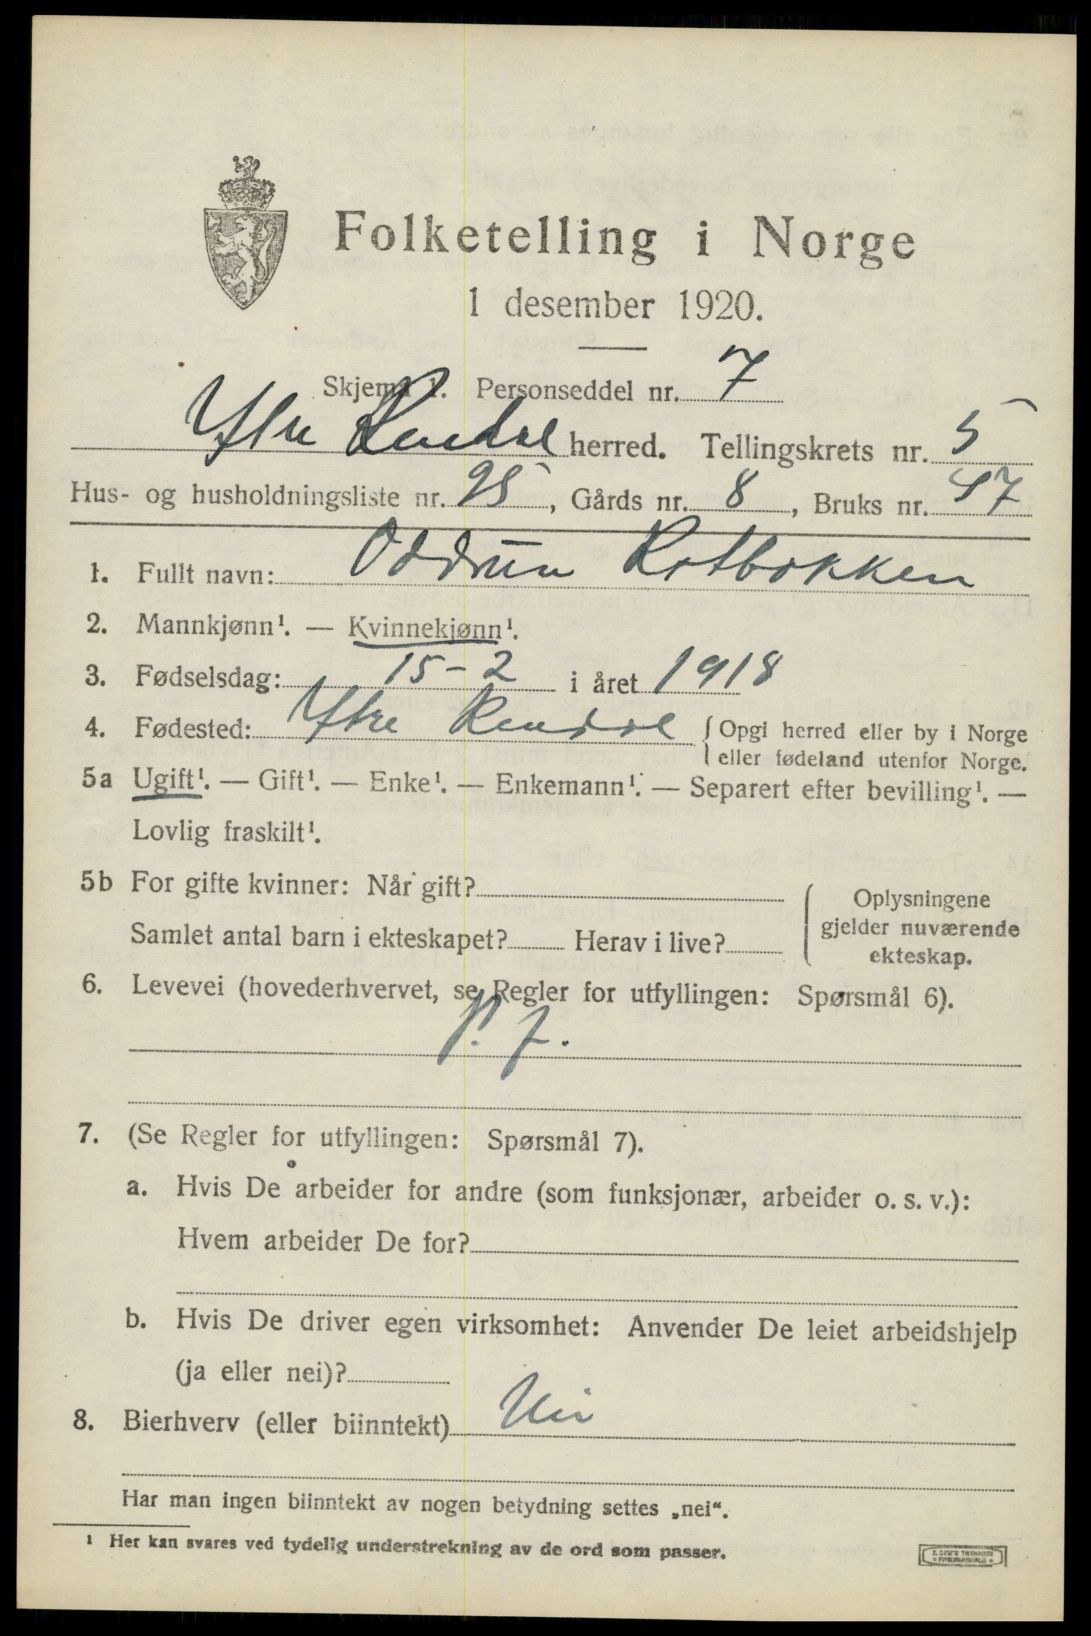 Folketelling i Norge
1 desember 1920.
Skjema 1. Personseddel nr. 7
Ytre Rendal herred. Tellingskrets nr. 5
Hus- og husholdningsliste nr. 95, Gårds nr. 8, Bruks nr. 47
1. Fullt navn: Oddrun Rotbakken
2. Mannkjønn¹. — Kvinnekjønn¹.
3. Fødselsdag: 15-2 i året 1918
4. Fødested: Ytre Rendal { Opgi herred eller by i Norge
eller fødeland utenfor Norge.
5a Ugift¹. — Gift¹. — Enke¹. — Enkemann¹. — Separert efter bevilling¹. —
Lovlig fraskilt¹.
5b For gifte kvinner: Når gift?
Samlet antal barn i ekteskapet? Herav i live?
{ Oplysningene
gjelder nuværende
ekteskap.
6. Levevei (hovederhvervet, se Regler for utfyllingen: Spørsmål 6).
p. f.
7. (Se Regler for utfyllingen: Spørsmål 7).
a. Hvis De arbeider for andre (som funksjonær, arbeider o. s. v.):
Hvem arbeider De for?
b. Hvis De driver egen virksomhet: Anvender De leiet arbeidshjelp
(ja eller nei)?
8. Bierhverv (eller biinntekt) Nei
Har man ingen biinntekt av nogen betydning settes „nei“.
¹ Her kan svares ved tydelig understrekning av de ord som passer.